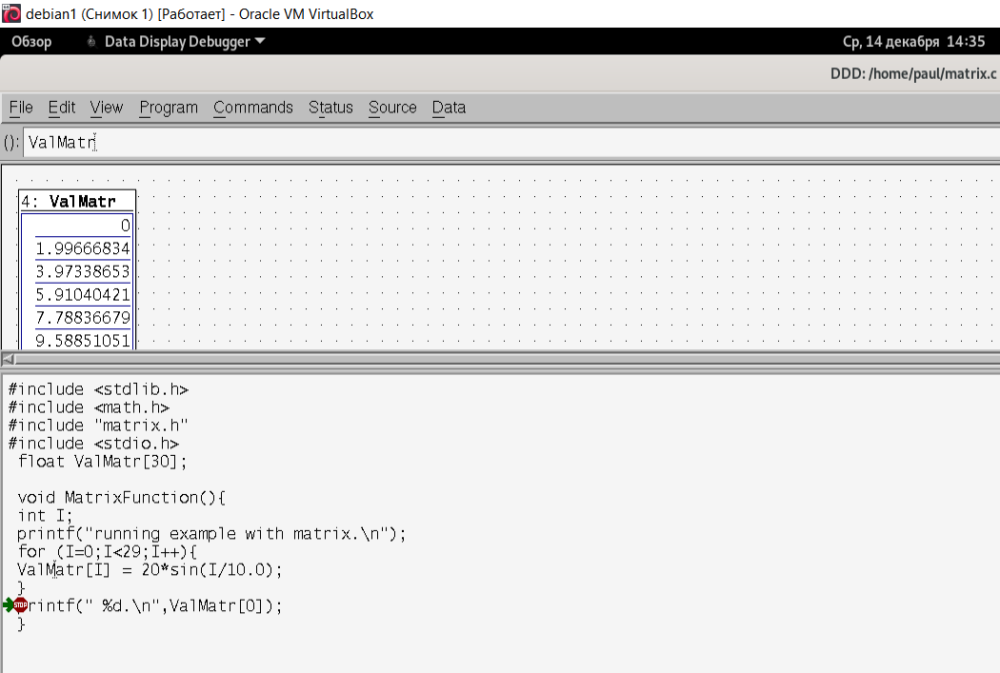 debian1 (Снимок 1) [Работает] - Oracle VM VirtualBox
Обзор Data Display Debugger Ср, 14 декабря 14:35
DDD: /home/paul/matrix.c
File Edit View Program Commands Status Source Data
(): ValMatr
4: ValMatr
0
1.99666834
3.97338653
5.91040421
7.78836679
9.58851051
#include <stdlib.h>
#include <math.h>
#include "matrix.h"
#include <stdio.h>
float ValMatr[30];
void MatrixFunction(){
int I;
printf("running example with matrix.\n");
for (I=0;I<29;I++){
ValMatr[I] = 20*sin(I/10.0);
}
STOP rintf(" %d.\n",ValMatr[0]);
}